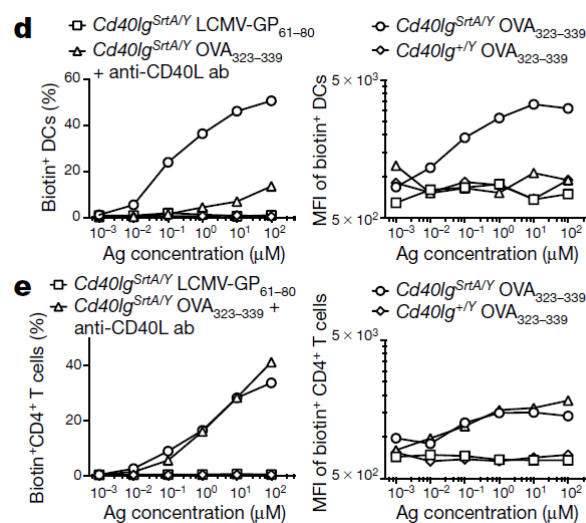 d
Cd40lg^SrtA/Y LCMV-GP61–80
Cd40lg^SrtA/Y OVA323–339
+ anti-CD40L ab
Cd40lg^SrtA/Y OVA323–339
Cd40lg^+/Y OVA323–339
Biotin+ DCs (%)
60
40
20
0
10−3 10−2 10−1 100 101 102
Ag concentration (μM)
MFI of biotin+ DCs
5 × 103
5 × 102
10−3 10−2 10−1 100 101 102
Ag concentration (μM)
e
Cd40lg^SrtA/Y LCMV-GP61–80
Cd40lg^SrtA/Y OVA323–339 +
anti-CD40L ab
Cd40lg^SrtA/Y OVA323–339
Cd40lg^+/Y OVA323–339
Biotin+CD4+ T cells (%)
40
20
0
10−3 10−2 10−1 100 101 102
Ag concentration (μM)
MFI of biotin+ CD4+ T cells
5 × 103
5 × 102
10−3 10−2 10−1 100 101 102
Ag concentration (μM)